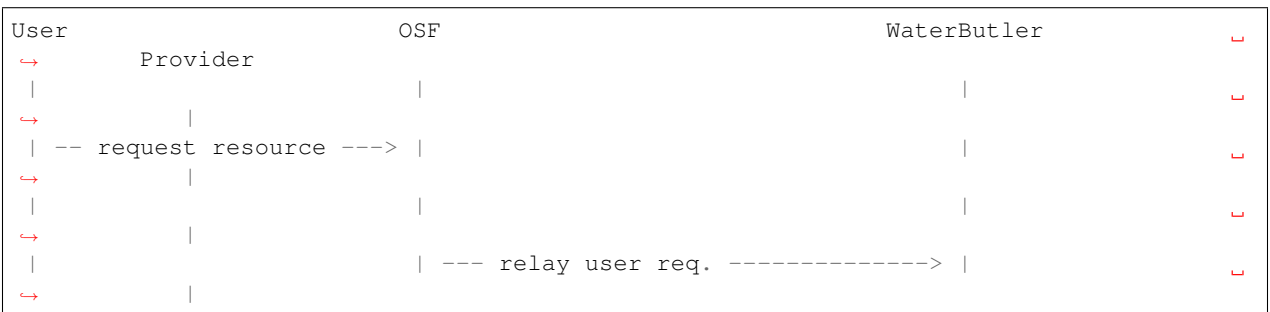 User                          OSF                                 WaterButler             ␣
↪        Provider
 |                             |                                    |                     ␣
↪           |
 | -- request resource ---> |                                    |                     ␣
↪           |
 |                             |                                    |                     ␣
↪           |
 |                             | --- relay user req. --------------> |                     ␣
↪           |